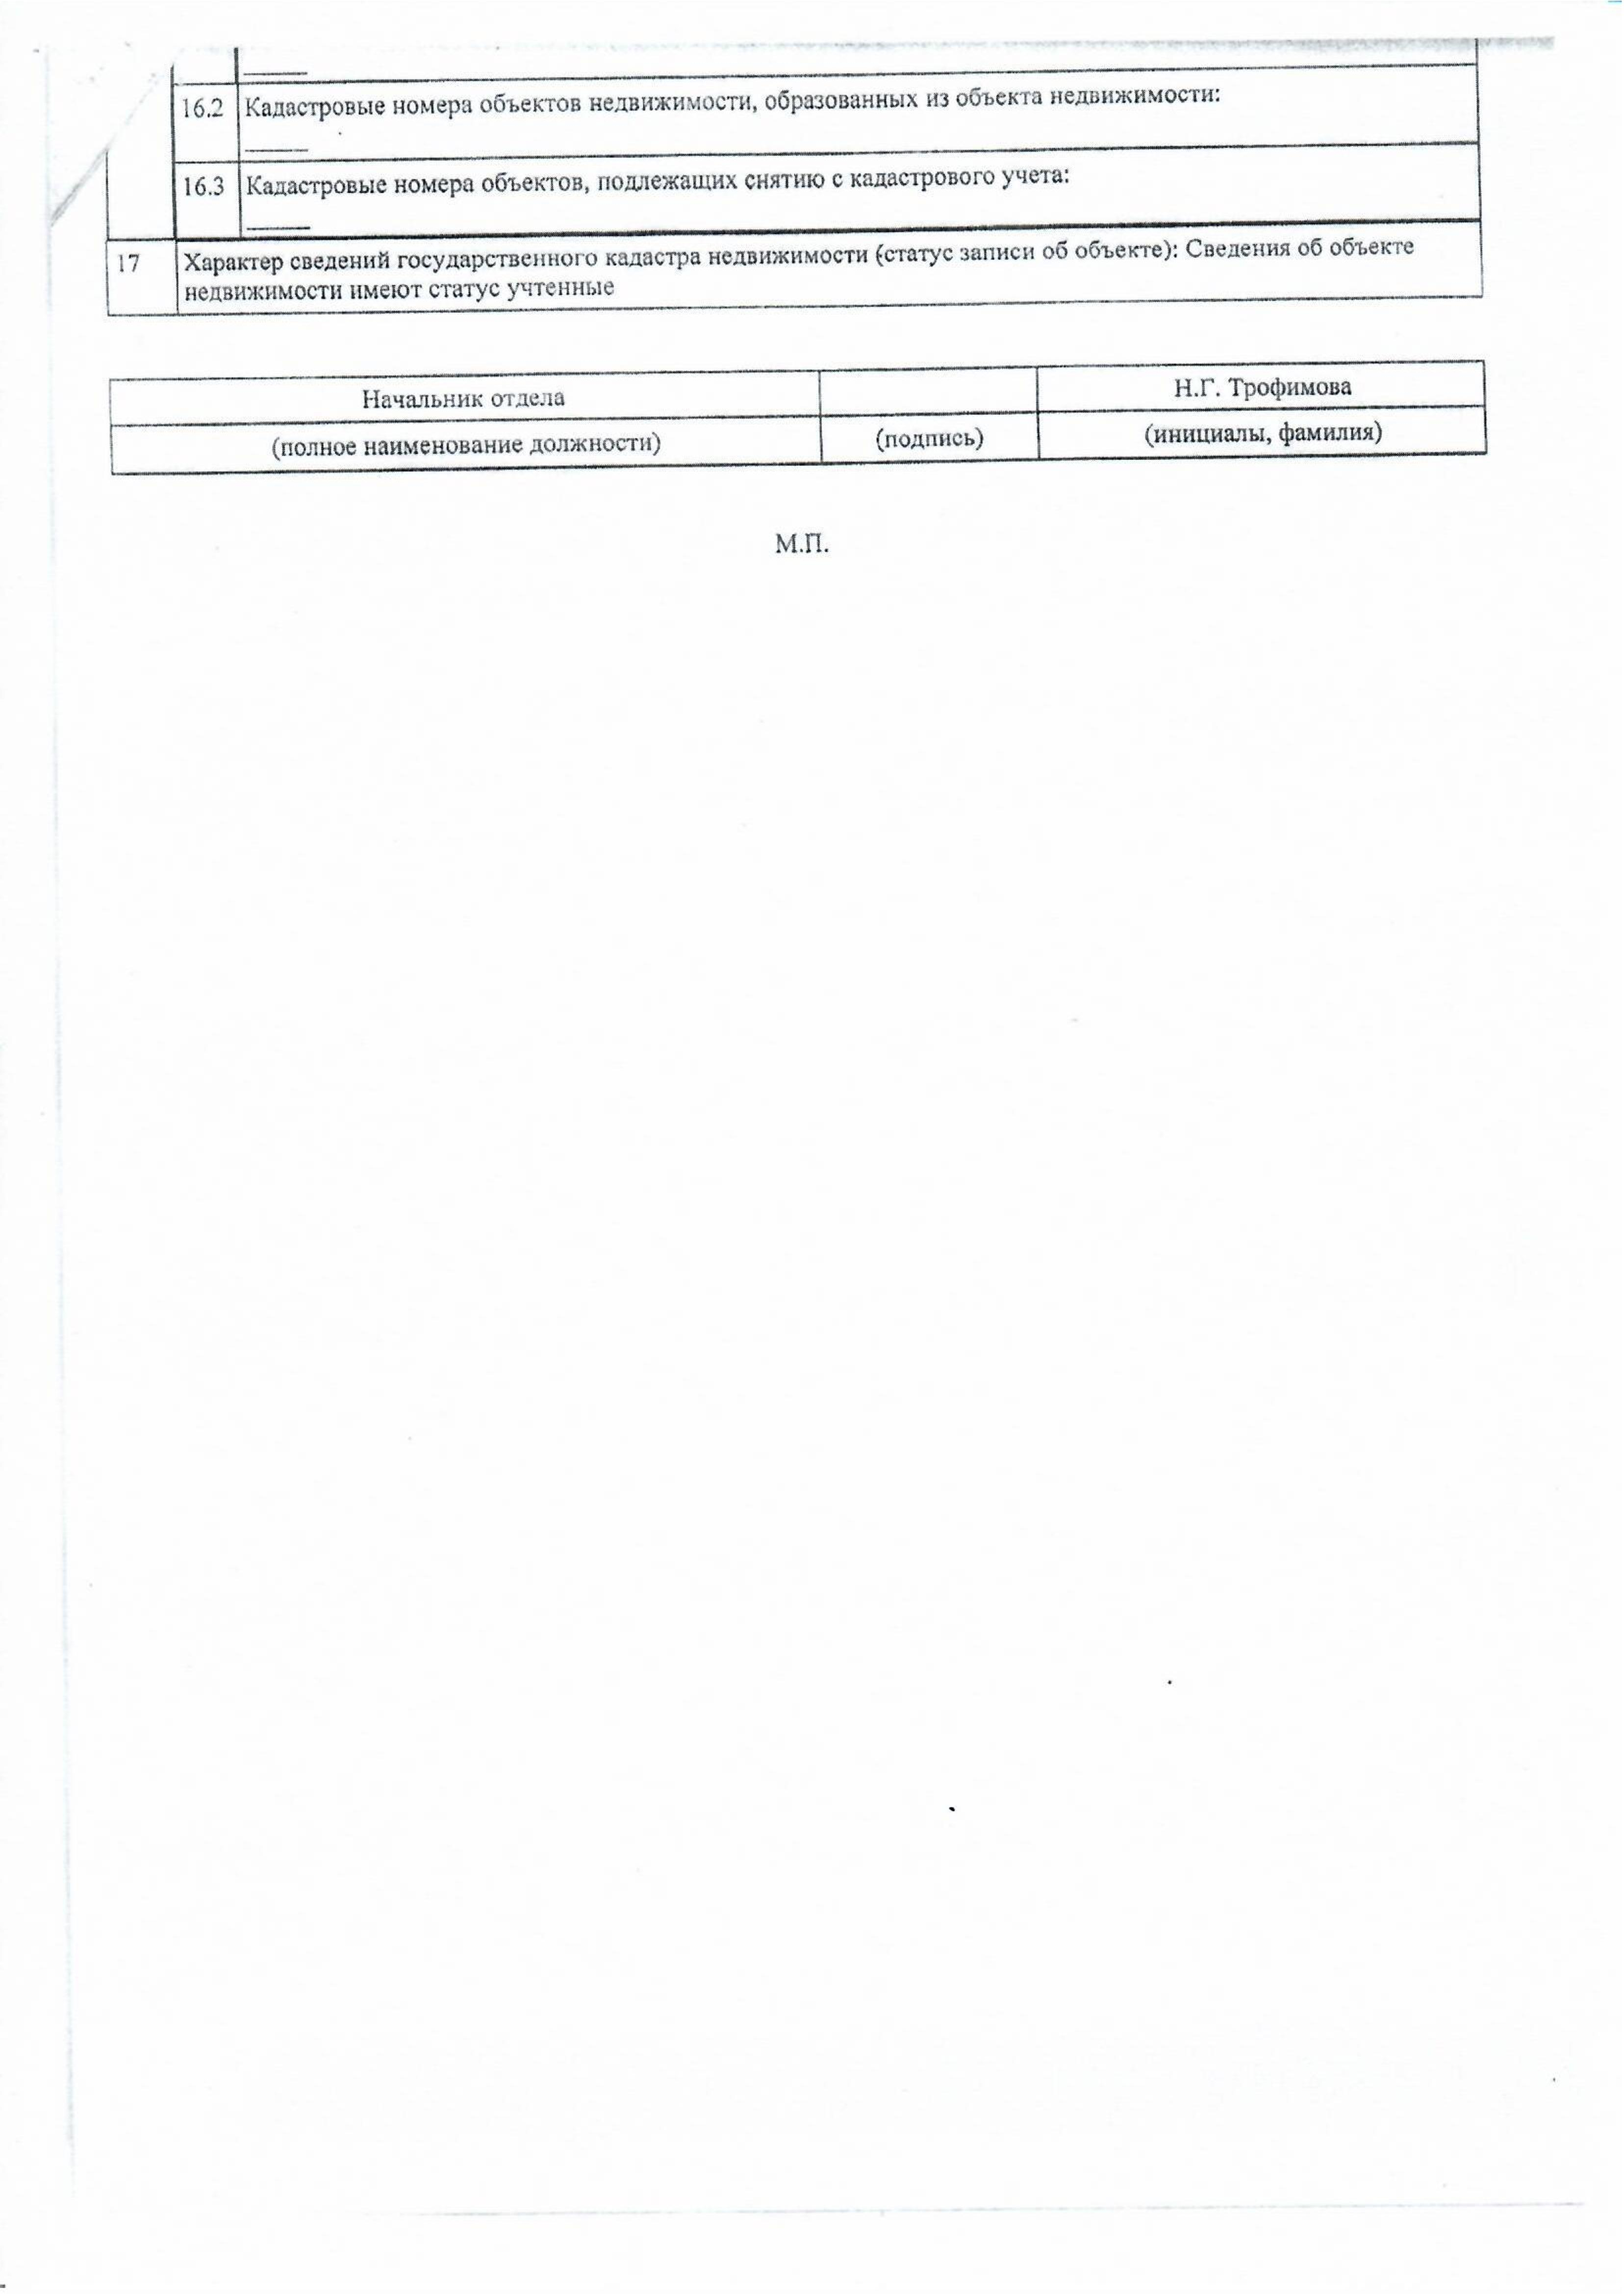 16.2 Кадастровые номера объектов недвижимости, образованных из объекта недвижимости:
16.3 Кадастровые номера объектов, подлежащих снятию с кадастрового учета:
17 Характер сведений государственного кадастра недвижимости (статус записи об объекте): Сведения об объекте
недвижимости имеют статус учтенные
Начальник отдела Н.Г. Трофимова
(полное наименование должности) (подпись) (инициалы, фамилия)
М.П.